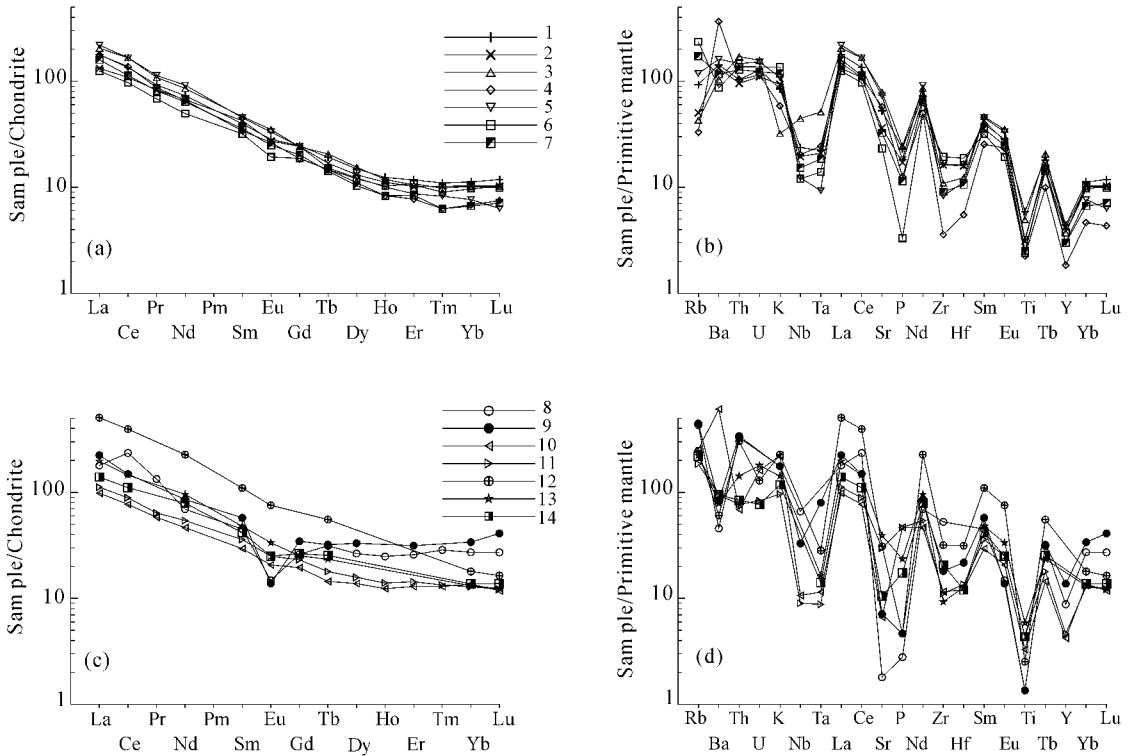 Sam ple/Chondrite
100
10
1
(a)
1
2
3
4
5
6
7
La Pr Pm Eu Tb Ho Tm Lu
Ce Nd Sm Gd Dy Er Yb
Sam ple/Primitive mantle
100
10
1
(b)
Rb Th K Ta Ce P Zr Sm Ti Y Lu
Ba U Nb La Sr Nd Hf Eu Tb Yb
Sam ple/Chondrite
100
10
1
(c)
8
9
10
11
12
13
14
La Pr Pm Eu Tb Ho Tm Lu
Ce Nd Sm Gd Dy Er Yb
Sam ple/Primitive mantle
100
10
1
(d)
Rb Th K Ta Ce P Zr Sm Ti Y Lu
Ba U Nb La Sr Nd Hf Eu Tb Yb